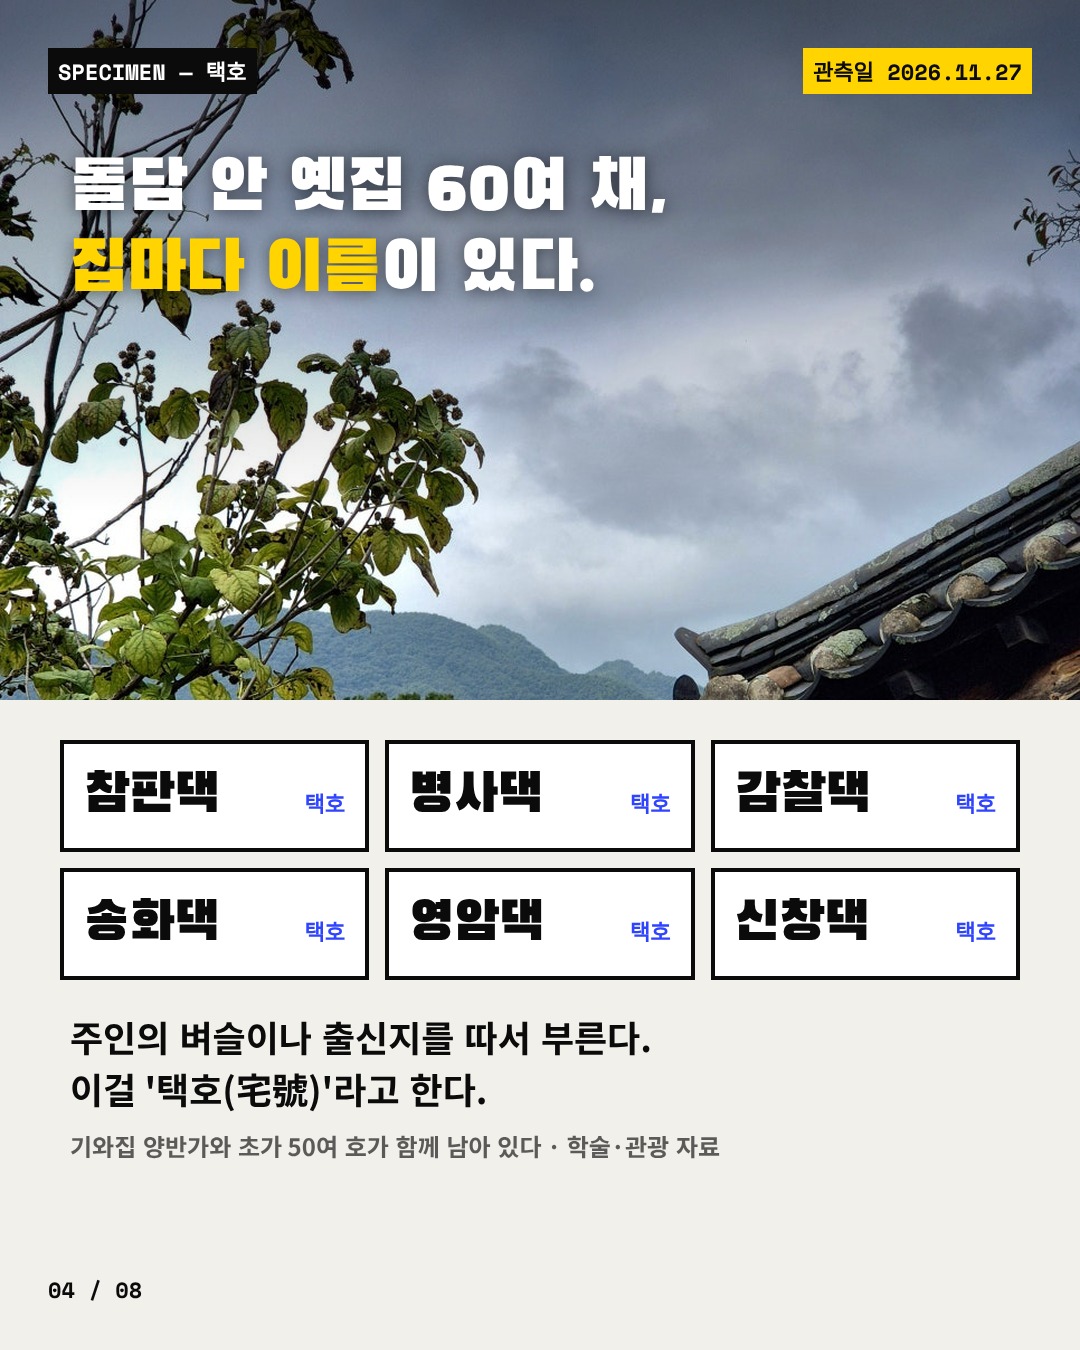 SPECIMEN — 택호
관측일 2026.11.27
돌담 안 옛집 60여 채,
집마다 이름이 있다.
참판댁 택호
병사댁 택호
감찰댁 택호
송화댁 택호
영암댁 택호
신창댁 택호
주인의 벼슬이나 출신지를 따서 부른다.
이걸 '택호(宅號)'라고 한다.
기와집 양반가와 초가 50여 호가 함께 남아 있다 · 학술·관광 자료
04 / 08